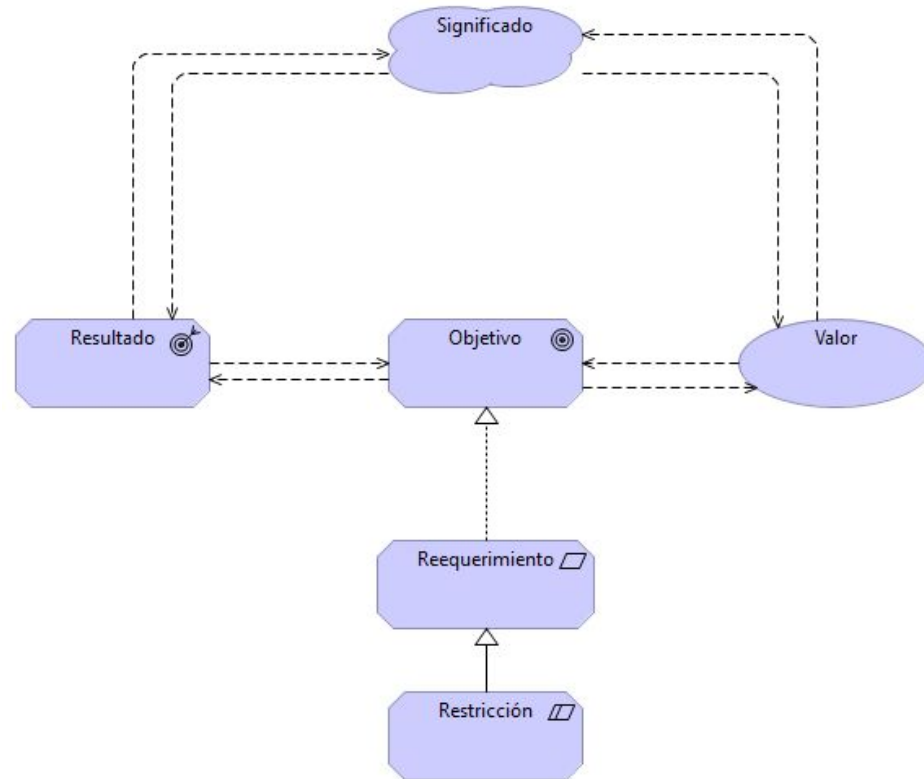 Significado
Resultado
Objetivo
Valor
Reequerimiento
Restricción